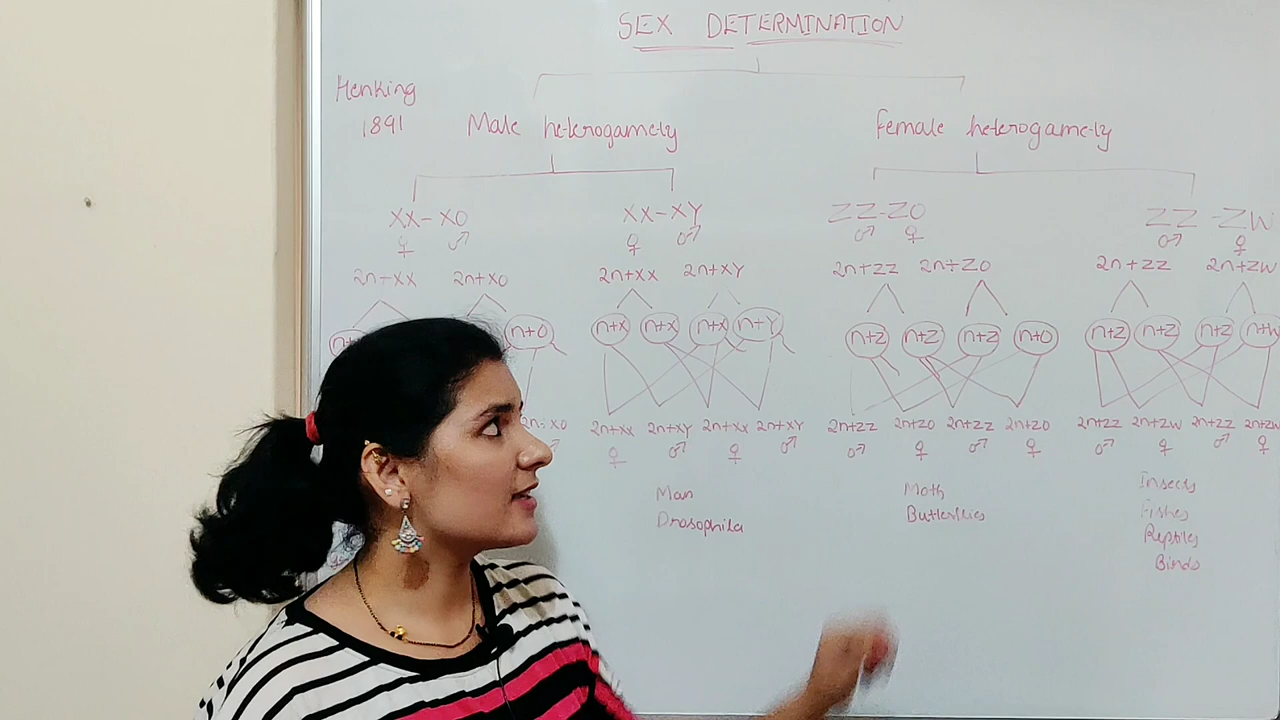 SEX DETERMINATION
Henking
1891
Male heterogamety
Female heterogamety
XX-XO
♀ ♂
XX-XY
♀ ♂
ZZ-ZO
♂ ♀
ZZ-ZW
♂ ♀
2n+XX 2n+XO
2n+XX 2n+XY
2n+ZZ 2n+ZO
2n+ZZ 2n+ZW
n+O
n+X n+X n+X n+Y
n+Z n+Z n+Z n+O
n+Z n+Z n+Z n+W
2n+XO
♂
2n+XX 2n+XY 2n+XX 2n+XY
♀ ♂ ♀ ♂
2n+ZZ 2n+ZO 2n+ZZ 2n+ZO
♂ ♀ ♂ ♀
2n+ZZ 2n+ZW 2n+ZZ 2n+ZW
♂ ♀ ♂ ♀
Man
Drosophila
Moth
Butterflies
Insects
Fishes
Reptiles
Birds